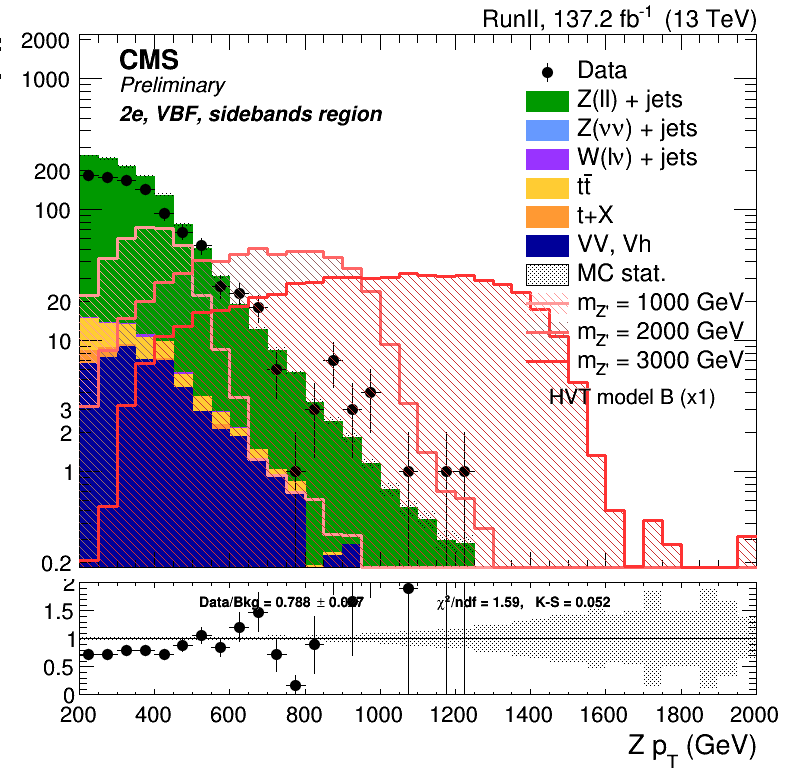 RunII, 137.2 fb⁻¹ (13 TeV)
CMS
Preliminary
2e, VBF, sidebands region
Data
Z(ll) + jets
Z(νν) + jets
W(lν) + jets
tt̄
t+X
VV, Vh
MC stat.
m_Z' = 1000 GeV
m_Z' = 2000 GeV
m_Z' = 3000 GeV
HVT model B (x1)
2000
1000
200
100
20
10
3
2
1
0.2
Data/Bkg = 0.788 ±
χ²/ndf = 1.59, K-S = 0.052
2
1.5
1
0.5
0
200 400 600 800 1000 1200 1400 1600 1800 2000
Z p_T (GeV)